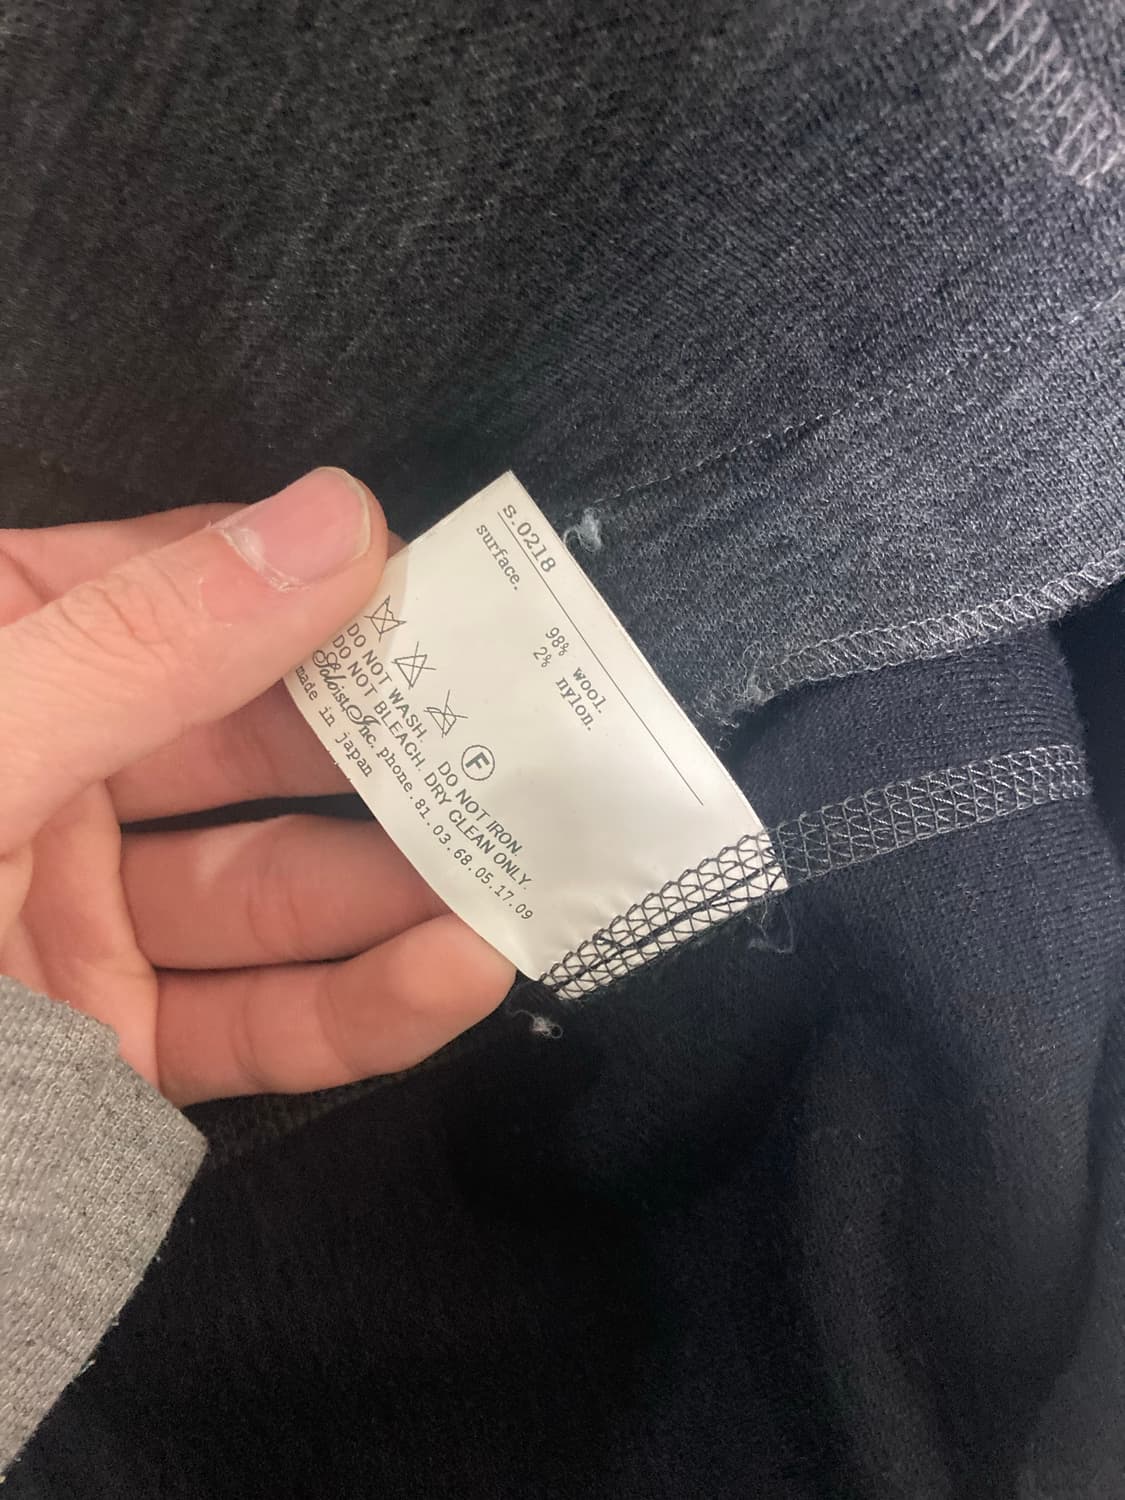 s.0218
surface.
98% wool.
2% nylon.
F
DO NOT WASH. DO NOT IRON.
DO NOT BLEACH. DRY CLEAN ONLY.
Soloist,Inc. phone.81.03.68.05.17.09
made in japan